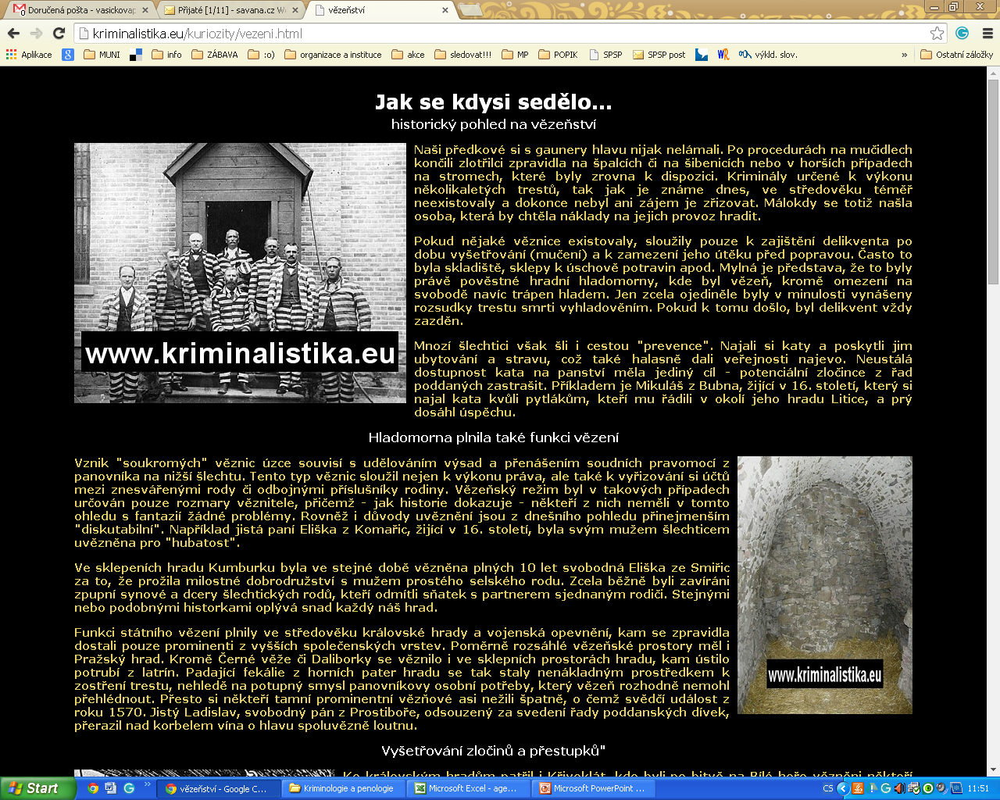 Doručená pošta - vasickovap
Přijaté [1/11] - savana.cz W
vězeňství
kriminalistika.eu/kuriozity/vezeni.html
Aplikace
MUNI
info
ZÁBAVA
:o)
organizace a instituce
akce
sledovat!!!
MP
POPIK
SPSP
SPSP post
výkld. slov.
»
Ostatní záložky
Jak se kdysi sedělo...
historický pohled na vězeňství
www.kriminalistika.eu
Naši předkové si s gaunery hlavu nijak nelámali. Po procedurách na mučidlech
končili zlotřilci zpravidla na špalcích či na šibenicích nebo v horších případech
na stromech, které byly zrovna k dispozici. Kriminály určené k výkonu
několikaletých trestů, tak jak je známe dnes, ve středověku téměř
neexistovaly a dokonce nebyl ani zájem je zřizovat. Málokdy se totiž našla
osoba, která by chtěla náklady na jejich provoz hradit.
Pokud nějaké věznice existovaly, sloužily pouze k zajištění delikventa po
dobu vyšetřování (mučení) a k zamezení jeho útěku před popravou. Často to
byla skladiště, sklepy k úschově potravin apod. Mylná je představa, že to byly
právě pověstné hradní hladomorny, kde byl vězeň, kromě omezení na
svobodě navíc trápen hladem. Jen zcela ojediněle byly v minulosti vynášeny
rozsudky trestu smrti vyhladověním. Pokud k tomu došlo, byl delikvent vždy
zazděn.
Mnozí šlechtici však šli i cestou "prevence". Najali si katy a poskytli jim
ubytování a stravu, což také halasně dali veřejnosti najevo. Neustálá
dostupnost kata na panství měla jediný cíl - potenciální zločince z řad
poddaných zastrašit. Příkladem je Mikuláš z Bubna, žijící v 16. století, který si
najal kata kvůli pytlákům, kteří mu řádili v okolí jeho hradu Litice, a prý
dosáhl úspěchu.
Hladomorna plnila také funkci vězení
Vznik "soukromých" věznic úzce souvisí s udělováním výsad a přenášením soudních pravomocí z
panovníka na nižší šlechtu. Tento typ věznic sloužil nejen k výkonu práva, ale také k vyřizování si účtů
mezi znesvářenými rody či odbojnými příslušníky rodiny. Vězeňský režim byl v takových případech
určován pouze rozmary věznitele, přičemž - jak historie dokazuje - někteří z nich neměli v tomto
ohledu s fantazií žádné problémy. Rovněž i důvody uvěznění jsou z dnešního pohledu přinejmenším
"diskutabilní". Například jistá paní Eliška z Komařic, žijící v 16. století, byla svým mužem šlechticem
uvězněna pro "hubatost".
Ve sklepeních hradu Kumburku byla ve stejné době vězněna plných 10 let svobodná Eliška ze Smiřic
za to, že prožila milostné dobrodružství s mužem prostého selského rodu. Zcela běžně byli zavíráni
zpupní synové a dcery šlechtických rodů, kteří odmítli sňatek s partnerem sjednaným rodiči. Stejnými
nebo podobnými historkami oplývá snad každý náš hrad.
Funkci státního vězení plnily ve středověku královské hrady a vojenská opevnění, kam se zpravidla
dostali pouze prominenti z vyšších společenských vrstev. Poměrně rozsáhlé vězeňské prostory měl i
Pražský hrad. Kromě Černé věže či Daliborky se věznilo i ve sklepních prostorách hradu, kam ústilo
potrubí z latrín. Padající fekálie z horních pater hradu se tak staly nenákladným prostředkem k
zostření trestu, nehledě na potupný smysl panovníkovy osobní potřeby, který vězeň rozhodně nemohl
přehlédnout. Přesto si někteří tamní prominentní vězňové asi nežili špatně, o čemž svědčí událost z
roku 1570. Jistý Ladislav, svobodný pán z Prostiboře, odsouzený za svedení řady poddanských dívek,
přerazil nad korbelem vína o hlavu spoluvězně loutnu.
www.kriminalistika.eu
Vyšetřování zločinů a přestupků"
Ke královským hradům patřil i Křivoklát, kde byli po bitvě na Bílé hoře vězněni někteří
Start
»
vězeňství - Google C...
Kriminologie a penologie
Microsoft Excel - age...
Microsoft PowerPoint ...
CS
11:51